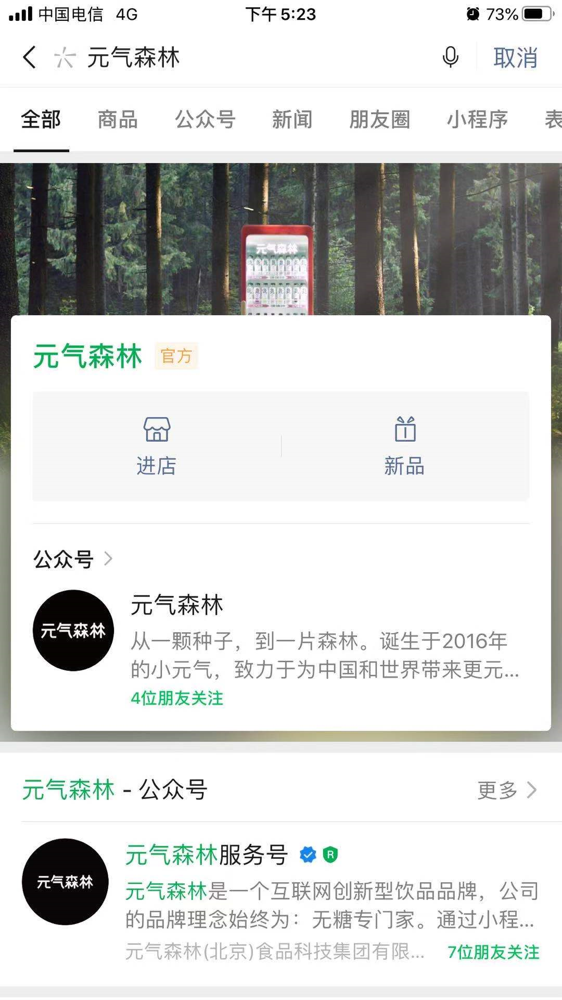 中国电信 4G 下午5:23 73%
元气森林 取消
全部 商品 公众号 新闻 朋友圈 小程序 表
元气森林
元气森林 官方
进店 新品
公众号
元气森林
元气森林
从一颗种子，到一片森林。诞生于2016年
的小元气，致力于为中国和世界带来更元...
4位朋友关注
元气森林 - 公众号 更多
元气森林
元气森林服务号 R
元气森林是一个互联网创新型饮品品牌，公司
的品牌理念始终为：无糖专门家。通过小程...
元气森林(北京)食品科技集团有限... 7位朋友关注